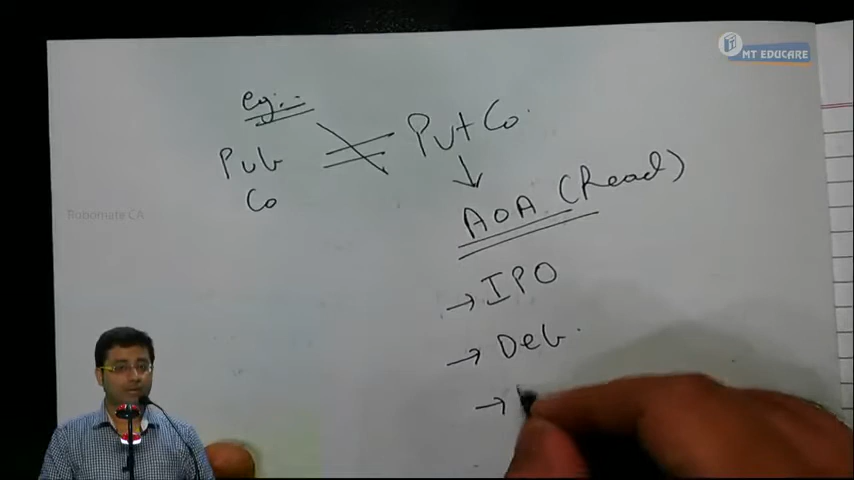 MT EDUCARE
eg:-
Pub Co ≠ Pvt Co.
↓
AOA (Read)
→ IPO
→ Deb.
→
Robomate CA